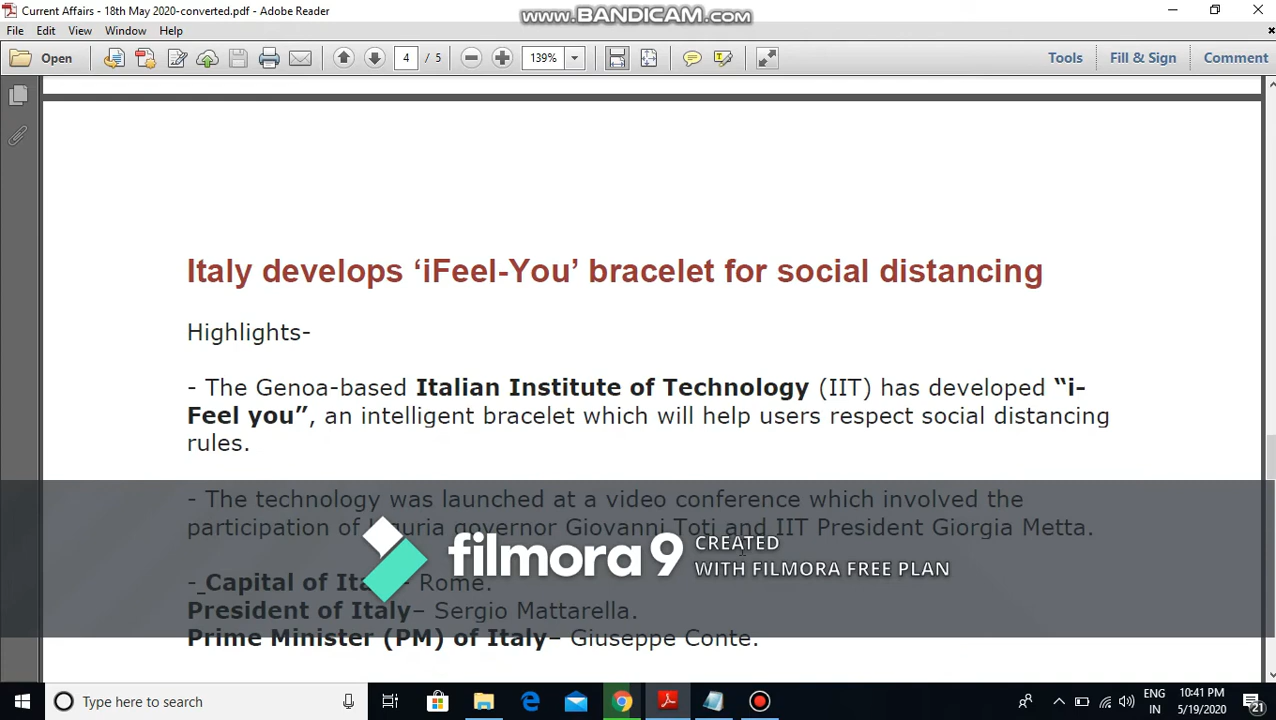 Current Affairs - 18th May 2020-converted.pdf - Adobe Reader
www.BANDICAM.com
File Edit View Window Help
Open 4 / 5 139% Tools Fill & Sign Comment
Italy develops ‘iFeel-You’ bracelet for social distancing
Highlights-
- The Genoa-based Italian Institute of Technology (IIT) has developed “i-
Feel you”, an intelligent bracelet which will help users respect social distancing
rules.
- The technology was launched at a video conference which involved the
participation of Liguria governor Giovanni Toti and IIT President Giorgia Metta.
filmora 9 CREATED
WITH FILMORA FREE PLAN
- Capital of Italy- Rome.
President of Italy– Sergio Mattarella.
Prime Minister (PM) of Italy– Giuseppe Conte.
Type here to search
ENG
IN
10:41 PM
5/19/2020
21